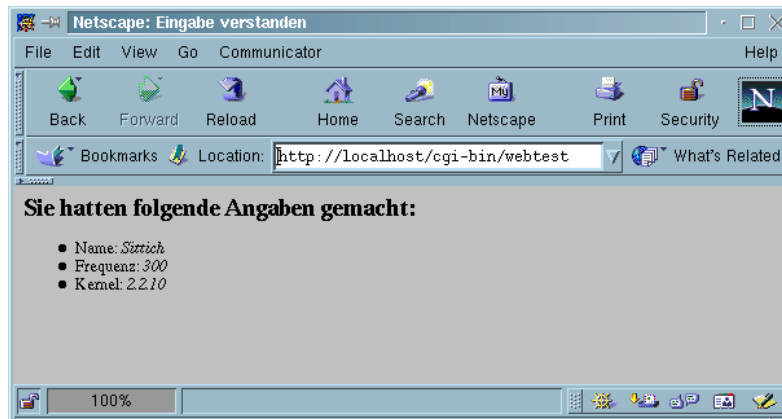 Netscape: Eingabe verstanden
File Edit View Go Communicator Help
Back Forward Reload Home Search Netscape Print Security
My
N
Bookmarks Location: http://localhost/cgi-bin/webtest What's Related
Sie hatten folgende Angaben gemacht:
Name: Sittich
Frequenz: 300
Kernel: 2.2.10
100%